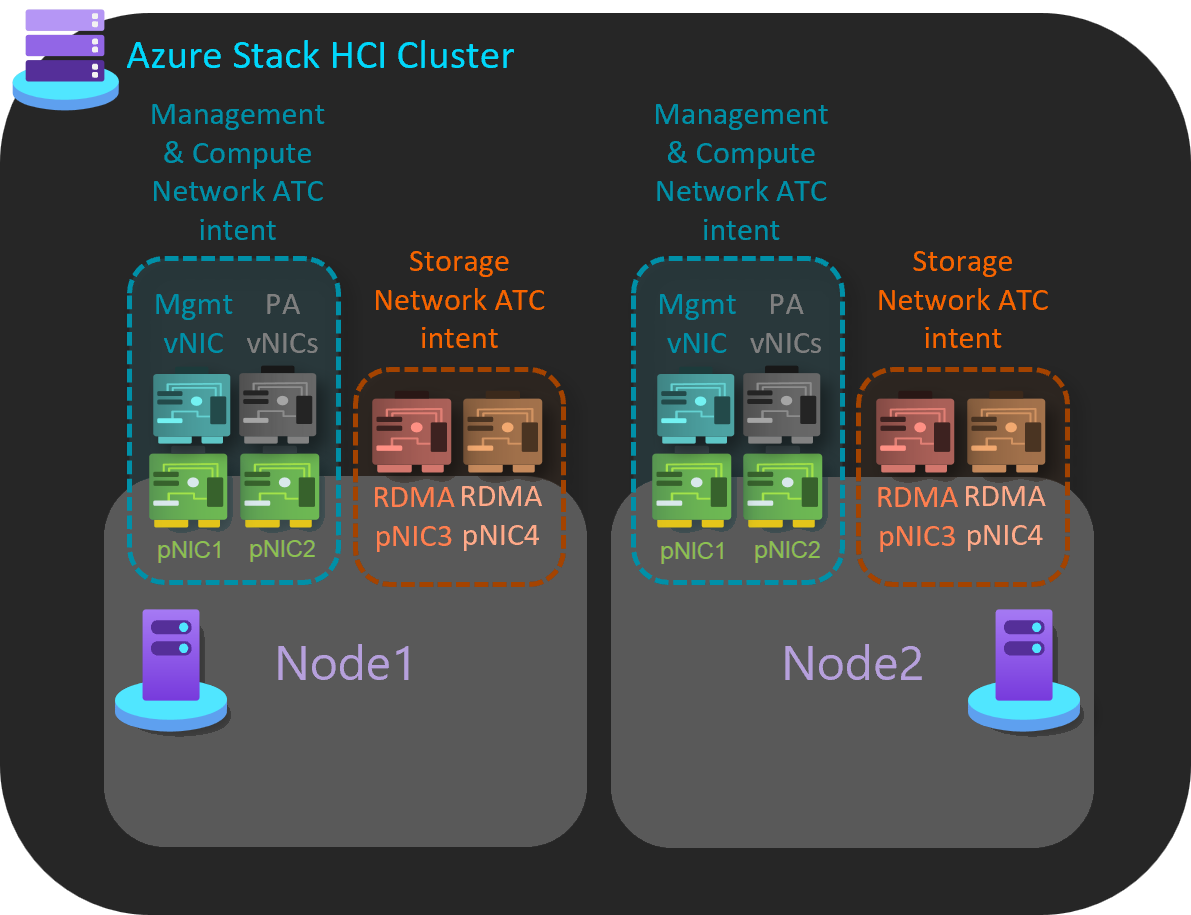 Azure Stack HCI Cluster
Management
& Compute
Network ATC
intent
Storage
Network ATC
intent
Mgmt
vNIC
PA
vNICs
pNIC1
pNIC2
RDMA
pNIC3
RDMA
pNIC4
Node1
Management
& Compute
Network ATC
intent
Storage
Network ATC
intent
Mgmt
vNIC
PA
vNICs
pNIC1
pNIC2
RDMA
pNIC3
RDMA
pNIC4
Node2